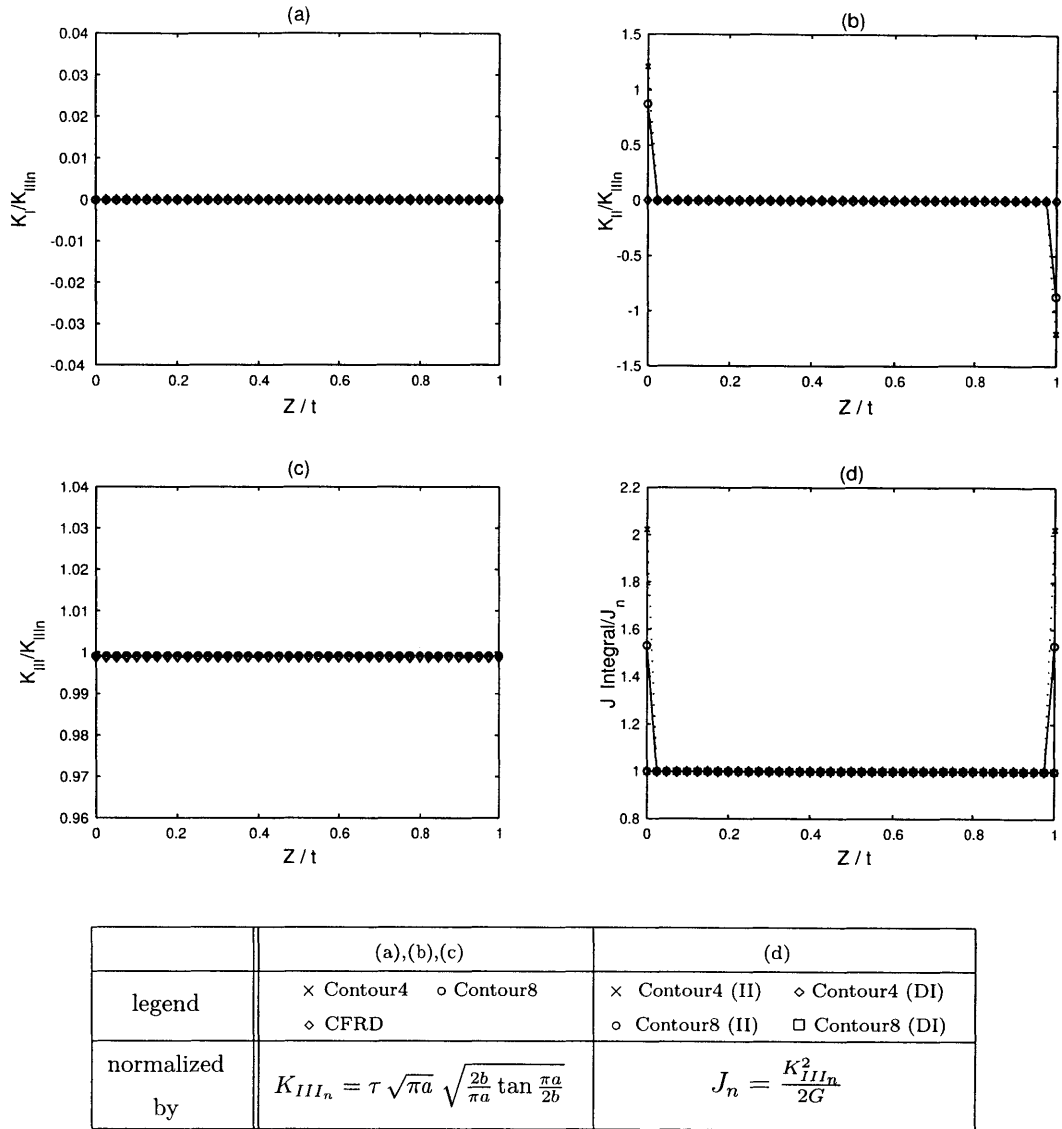 (a)
0.04
0.03
0.02
0.01
0
-0.01
-0.02
-0.03
-0.04
K_I/K_IIIn
0 0.2 0.4 0.6 0.8 1
Z / t
(b)
1.5
1
0.5
0
-0.5
-1
-1.5
K_II/K_IIIn
0 0.2 0.4 0.6 0.8 1
Z / t
(c)
1.04
1.03
1.02
1.01
1
0.99
0.98
0.97
0.96
K_III/K_IIIn
0 0.2 0.4 0.6 0.8 1
Z / t
(d)
2.2
2
1.8
1.6
1.4
1.2
1
0.8
J Integral/J_n
0 0.2 0.4 0.6 0.8 1
Z / t
(a),(b),(c) (d)
legend
× Contour4 ○ Contour8
◇ CFRD
× Contour4 (II) ◇ Contour4 (DI)
○ Contour8 (II) □ Contour8 (DI)
normalized
by
K_{III_n} = τ √(πa) √(2b/(πa) tan πa/(2b))
J_n = K²_{III_n}/2G